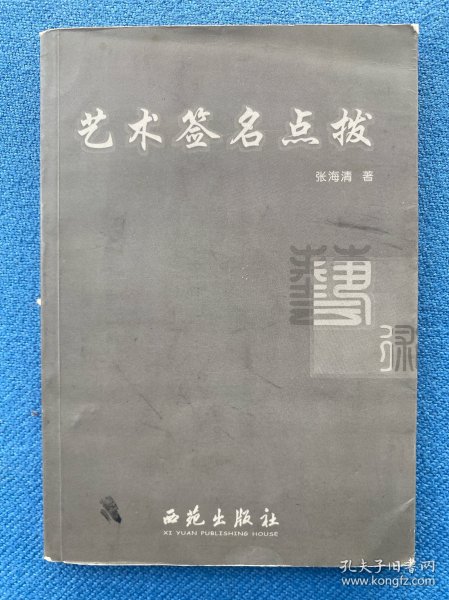 艺术签名点拨
张海清 著
西苑出版社
XI YUAN PUBLISHING HOUSE
孔夫子旧书网
www.kongfz.com